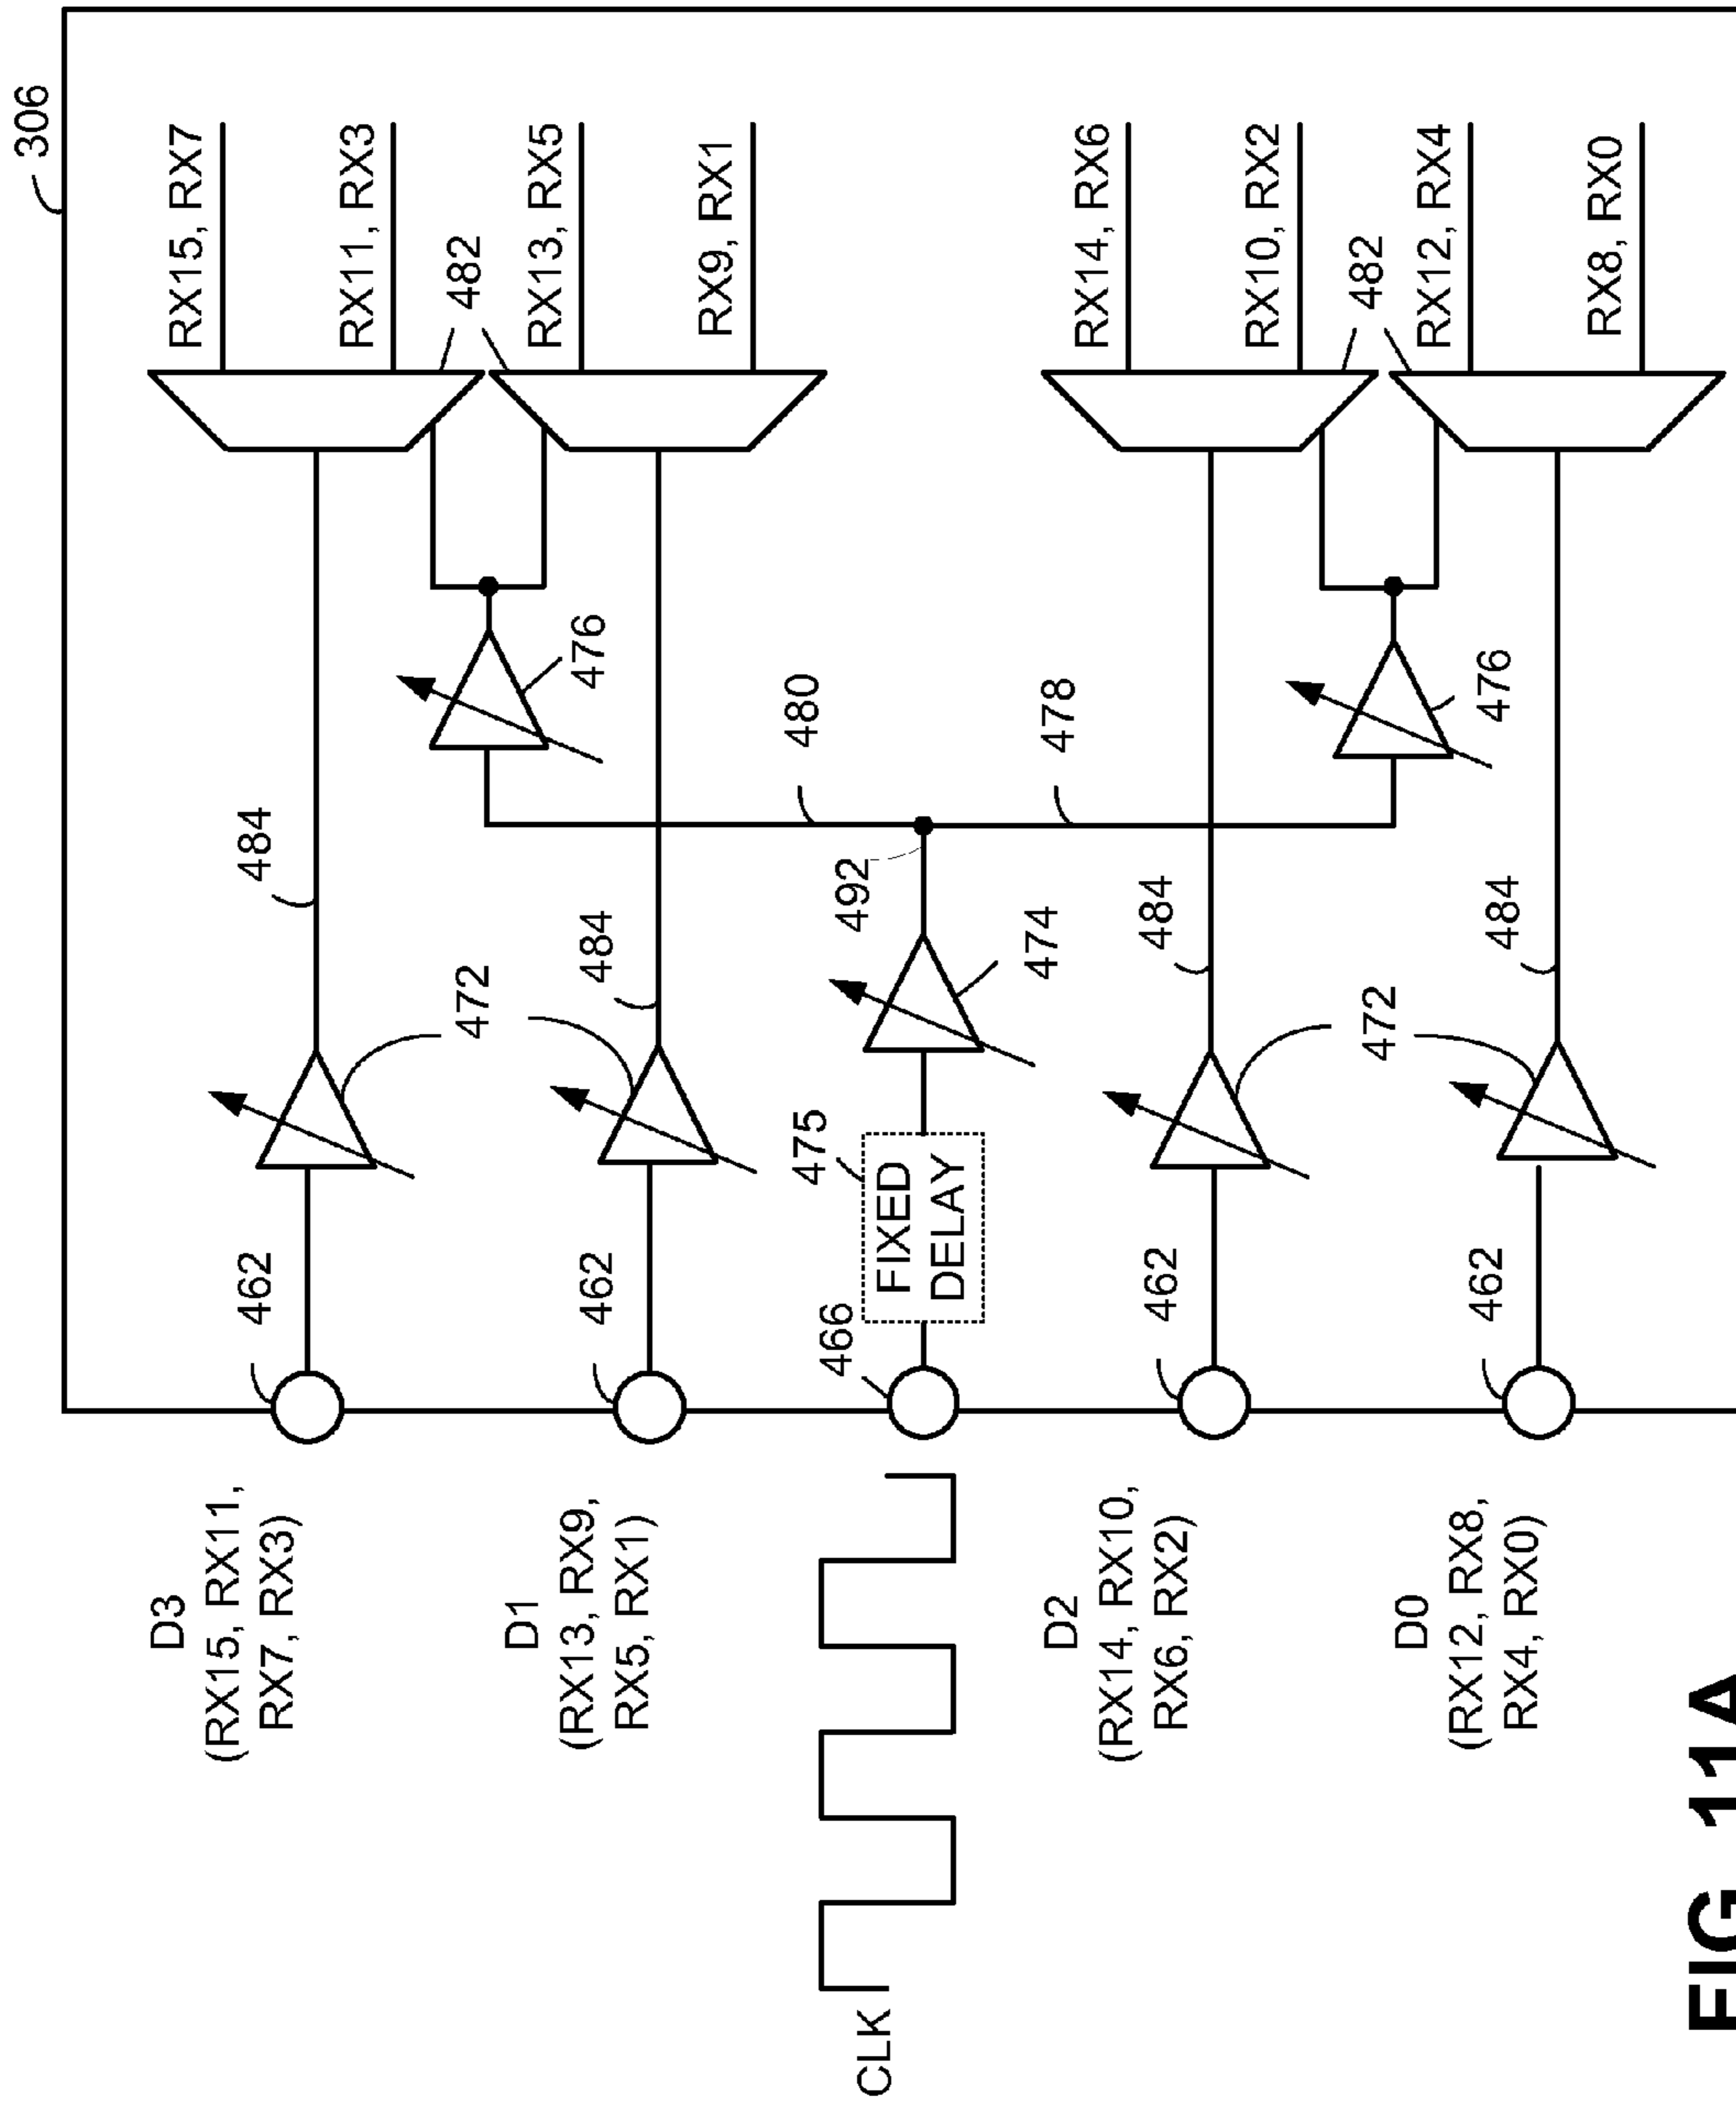 306
D3
(RX15, RX11,
RX7, RX3)
462
472
484
RX15, RX7
RX11, RX3
482
476
D1
(RX13, RX9,
RX5, RX1)
462
484
RX13, RX5
RX9, RX1
480
CLK
466
475
FIXED
DELAY
474
492
478
D2
(RX14, RX10,
RX6, RX2)
462
472
484
RX14, RX6
RX10, RX2
482
476
D0
(RX12, RX8,
RX4, RX0)
462
484
RX12, RX4
RX8, RX0
FIG 11A